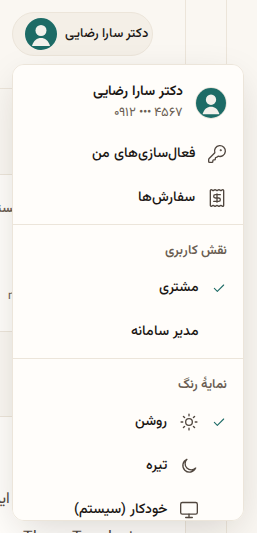 دکتر سارا رضایی
دکتر سارا رضایی
۰۹۱۲ ••• ۴۵۶۷
فعال‌سازی‌های من
سفارش‌ها
نقش کاربری
مشتری
مدیر سامانه
نمایهٔ رنگ
روشن
تیره
خودکار (سیستم)